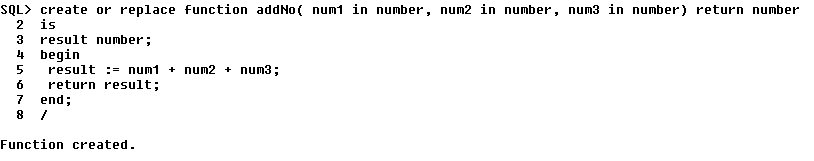 SQL> create or replace function addNo( num1 in number, num2 in number, num3 in number) return number
  2  is
  3  result number;
  4  begin
  5   result := num1 + num2 + num3;
  6   return result;
  7  end;
  8  /
Function created.